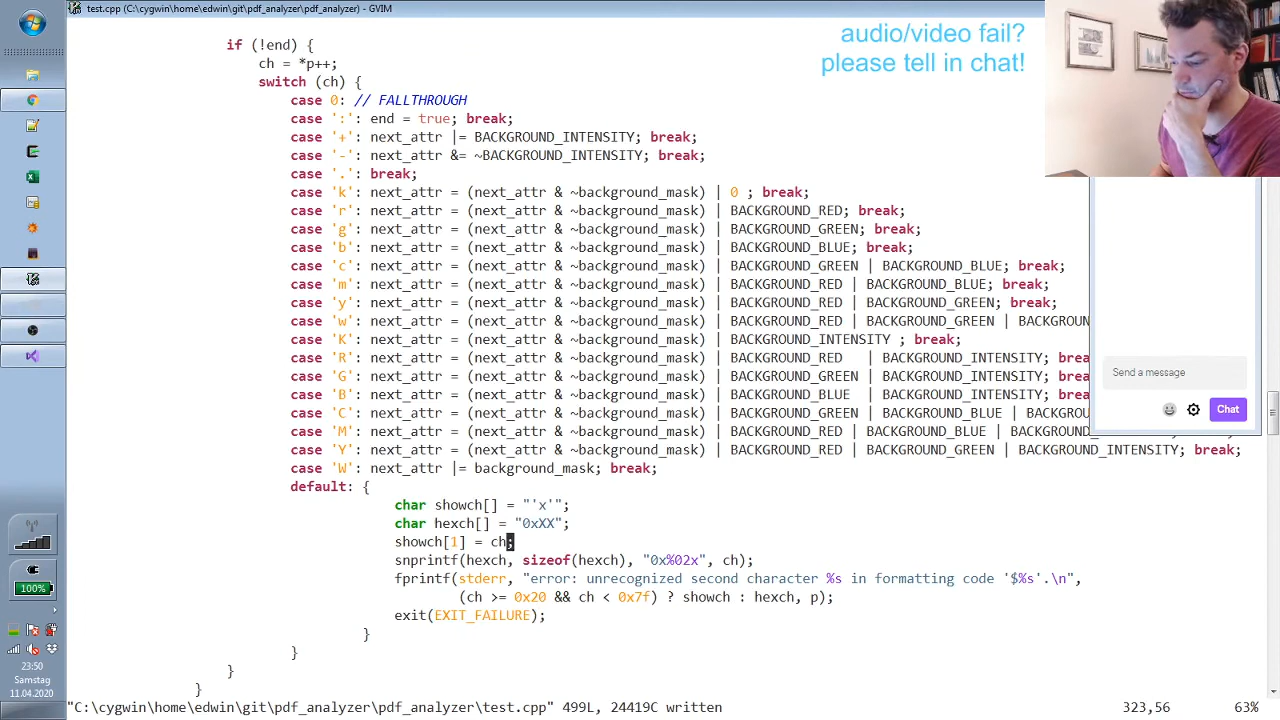 test.cpp (C:\cygwin\home\edwin\git\pdf_analyzer\pdf_analyzer) - GVIM
audio/video fail?
please tell in chat!
if (!end) {
ch = *p++;
switch (ch) {
case 0: // FALLTHROUGH
case ':': end = true; break;
case '+': next_attr |= BACKGROUND_INTENSITY; break;
case '-': next_attr &= ~BACKGROUND_INTENSITY; break;
case '.': break;
case 'k': next_attr = (next_attr & ~background_mask) | 0 ; break;
case 'r': next_attr = (next_attr & ~background_mask) | BACKGROUND_RED; break;
case 'g': next_attr = (next_attr & ~background_mask) | BACKGROUND_GREEN; break;
case 'b': next_attr = (next_attr & ~background_mask) | BACKGROUND_BLUE; break;
case 'c': next_attr = (next_attr & ~background_mask) | BACKGROUND_GREEN | BACKGROUND_BLUE; break;
case 'm': next_attr = (next_attr & ~background_mask) | BACKGROUND_RED | BACKGROUND_BLUE; break;
case 'y': next_attr = (next_attr & ~background_mask) | BACKGROUND_RED | BACKGROUND_GREEN; break;
case 'w': next_attr = (next_attr & ~background_mask) | BACKGROUND_RED | BACKGROUND_GREEN | BACKGROUN
case 'K': next_attr = (next_attr & ~background_mask) | BACKGROUND_INTENSITY ; break;
case 'R': next_attr = (next_attr & ~background_mask) | BACKGROUND_RED   | BACKGROUND_INTENSITY; brea
case 'G': next_attr = (next_attr & ~background_mask) | BACKGROUND_GREEN | BACKGROUND_INTENSITY; brea
case 'B': next_attr = (next_attr & ~background_mask) | BACKGROUND_BLUE  | BACKGROUND_INTENSITY; brea
case 'C': next_attr = (next_attr & ~background_mask) | BACKGROUND_GREEN | BACKGROUND_BLUE | BACKGROU
case 'M': next_attr = (next_attr & ~background_mask) | BACKGROUND_RED | BACKGROUND_BLUE | BACKGROUND_
case 'Y': next_attr = (next_attr & ~background_mask) | BACKGROUND_RED | BACKGROUND_GREEN | BACKGROUND_INTENSITY; break;
case 'W': next_attr |= background_mask; break;
default: {
char showch[] = "'x'";
char hexch[] = "0xXX";
showch[1] = ch;
snprintf(hexch, sizeof(hexch), "0x%02x", ch);
fprintf(stderr, "error: unrecognized second character %s in formatting code '$%s'.\n",
(ch >= 0x20 && ch < 0x7f) ? showch : hexch, p);
exit(EXIT_FAILURE);
}
}
}
}
"C:\cygwin\home\edwin\git\pdf_analyzer\pdf_analyzer\test.cpp" 499L, 24419C written
323,56
63%
Send a message
Chat
100%
23:50
Samstag
11.04.2020